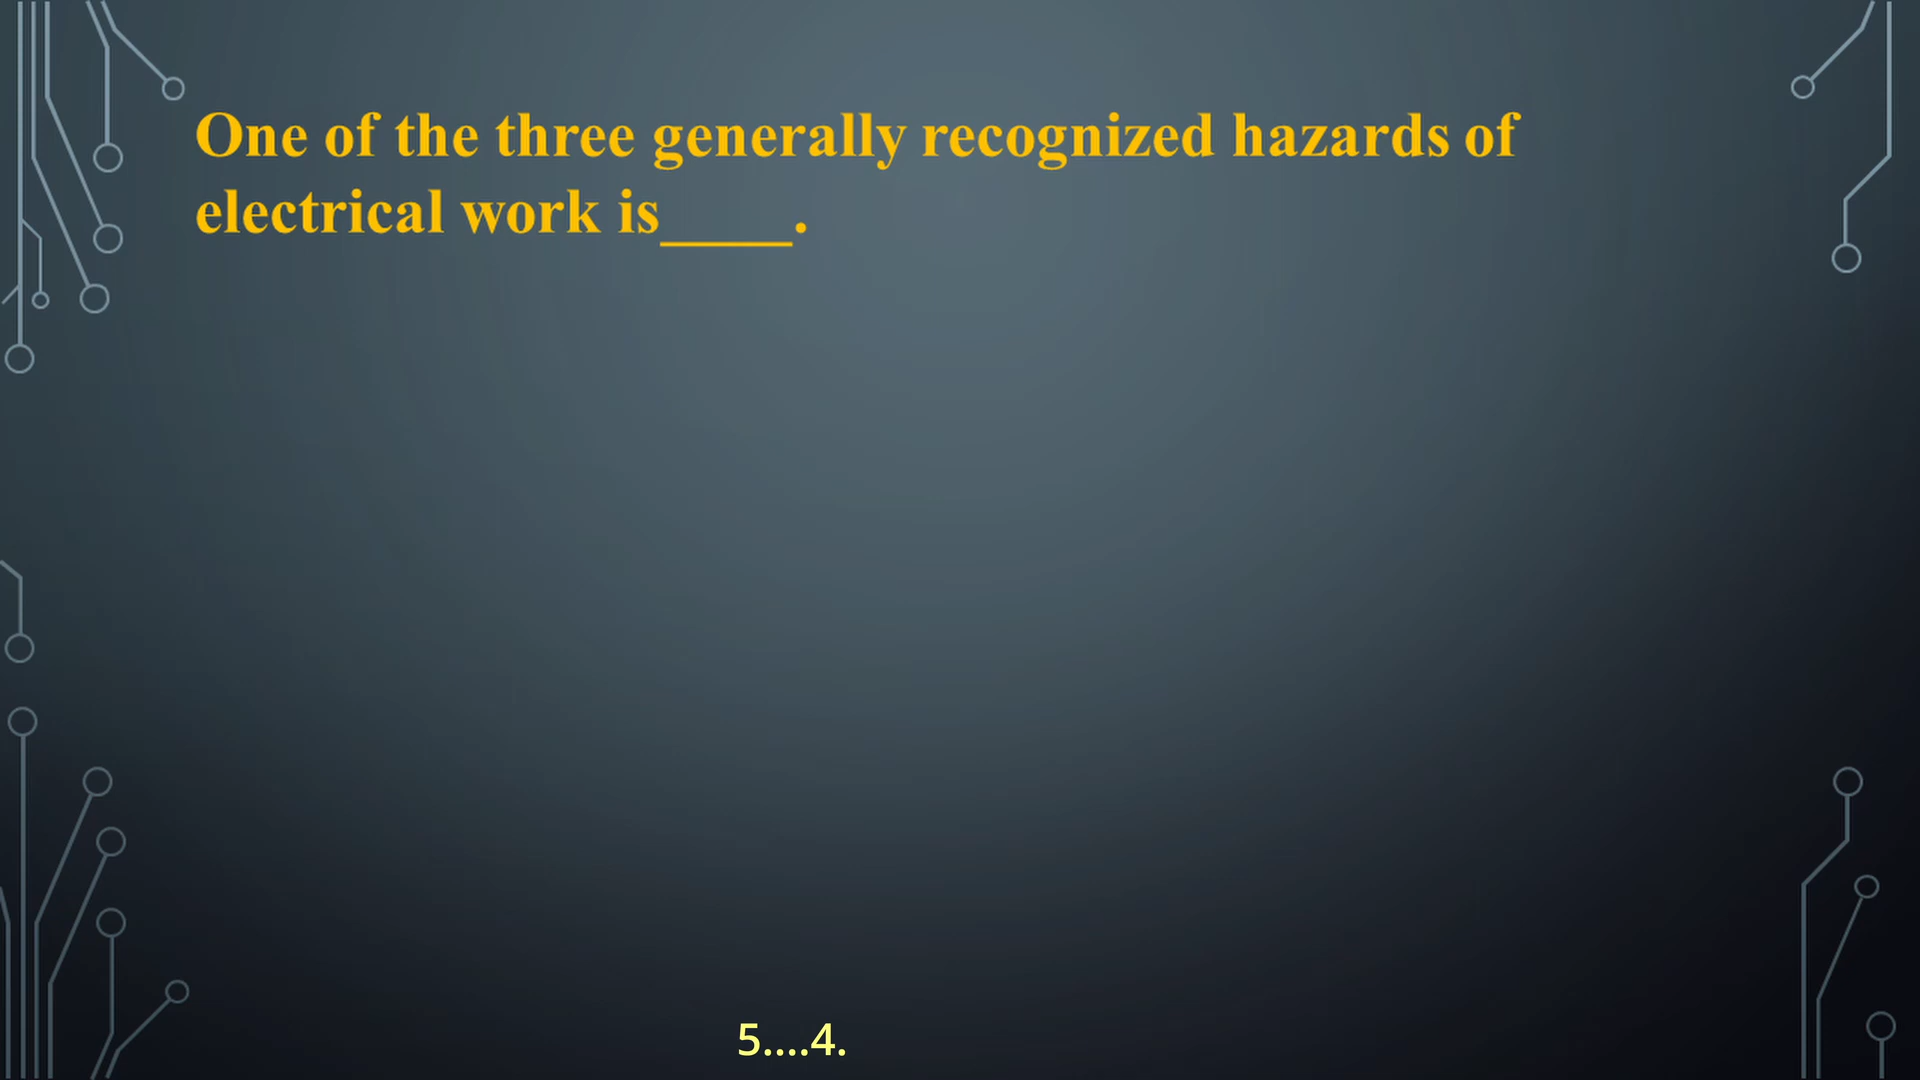 One of the three generally recognized hazards of
electrical work is____.
5....4.